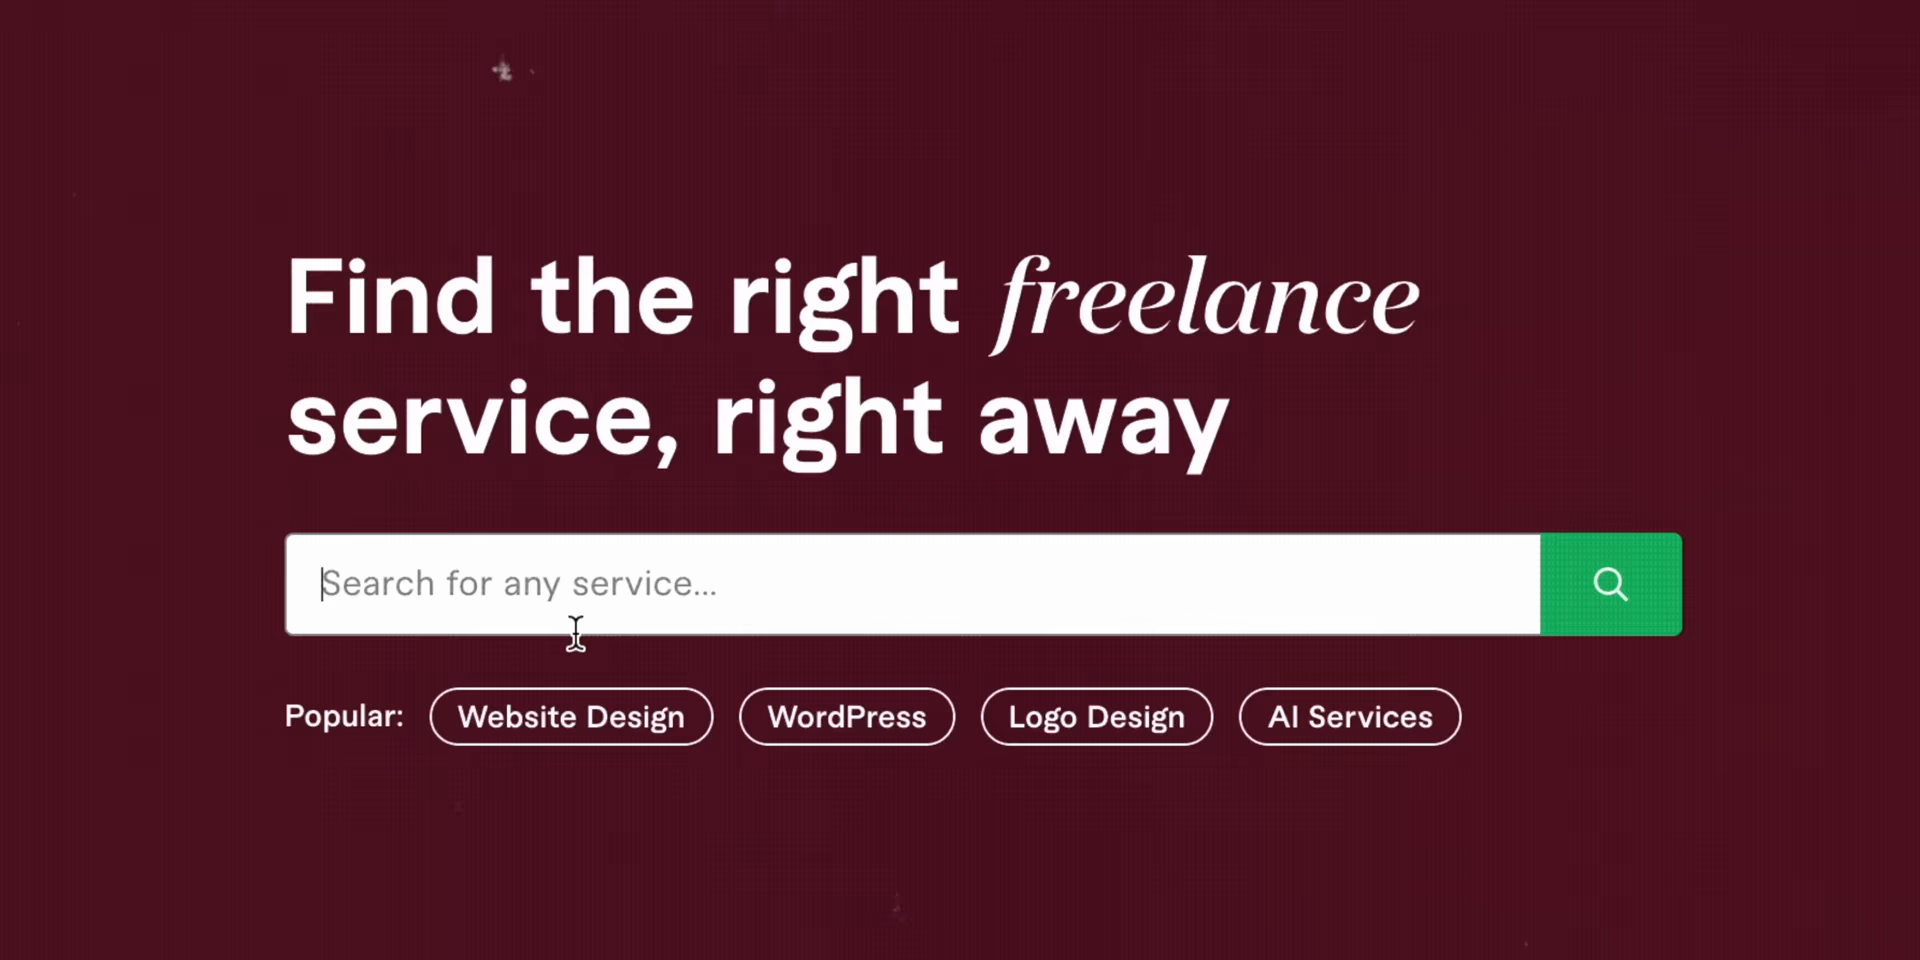 Find the right freelance
service, right away
Search for any service...
Popular: Website Design WordPress Logo Design AI Services